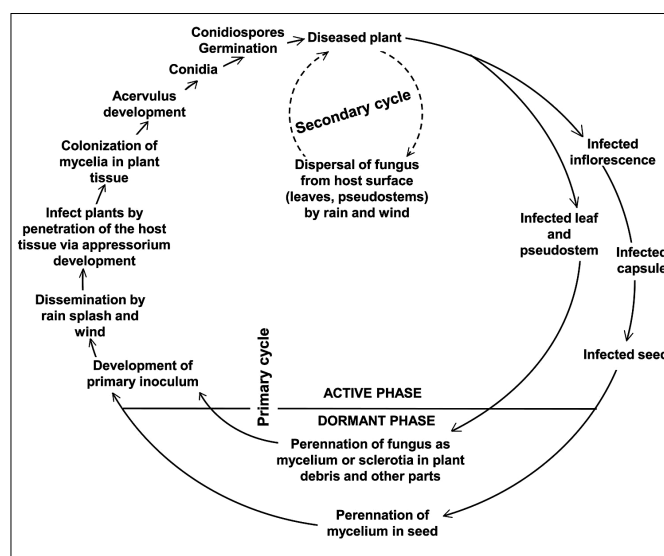 Conidiospores
Germination
Diseased plant
Conidia
Acervulus
development
Secondary cycle
Colonization of
mycelia in plant
tissue
Dispersal of fungus
from host surface
(leaves, pseudostems)
by rain and wind
Infected
inflorescence
Infect plants by
penetration of the host
tissue via appressorium
development
Infected leaf
and
pseudostem
Infected
capsule
Dissemination by
rain splash and
wind
Infected seed
Development of
primary inoculum
Primary cycle
ACTIVE PHASE
DORMANT PHASE
Perennation of fungus as
mycelium or sclerotia in plant
debris and other parts
Perennation of
mycelium in seed